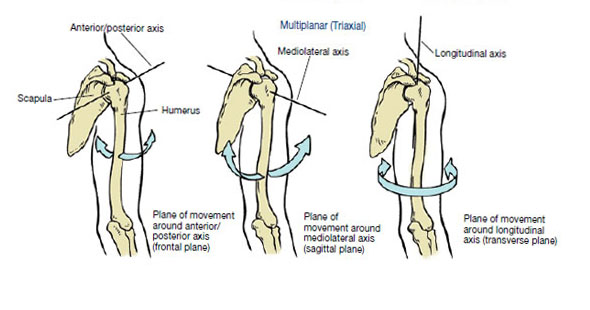 Multiplanar (Triaxial)
Anterior/posterior axis
Scapula
Humerus
Plane of movement
around anterior/
posterior axis
(frontal plane)
Mediolateral axis
Plane of
movement around
mediolateral axis
(sagittal plane)
Longitudinal axis
Plane of movement
around longitudinal
axis (transverse plane)